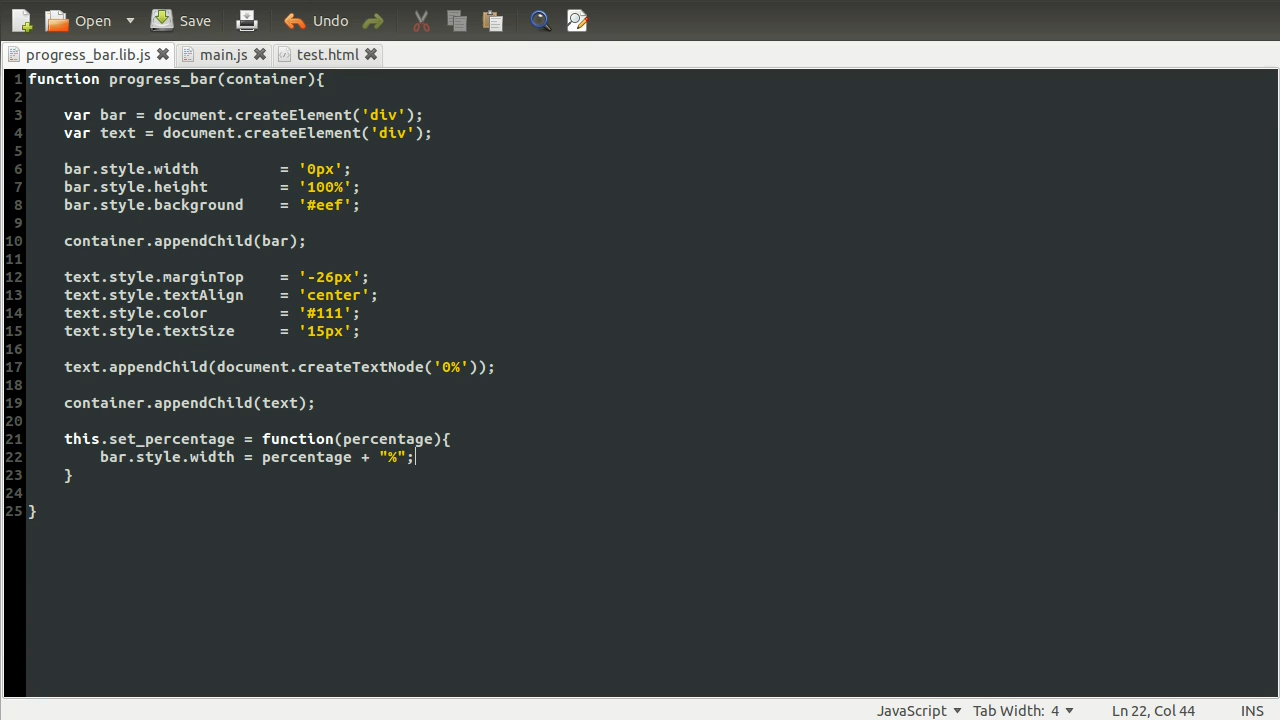 Open Save Undo
progress_bar.lib.js main.js test.html
1 function progress_bar(container){
2
3     var bar = document.createElement('div');
4     var text = document.createElement('div');
5
6     bar.style.width         = '0px';
7     bar.style.height        = '100%';
8     bar.style.background    = '#eef';
9
10     container.appendChild(bar);
11
12     text.style.marginTop    = '-26px';
13     text.style.textAlign    = 'center';
14     text.style.color        = '#111';
15     text.style.textSize     = '15px';
16
17     text.appendChild(document.createTextNode('0%'));
18
19     container.appendChild(text);
20
21     this.set_percentage = function(percentage){
22         bar.style.width = percentage + "%";
23     }
24
25 }
JavaScript Tab Width: 4 Ln 22, Col 44 INS